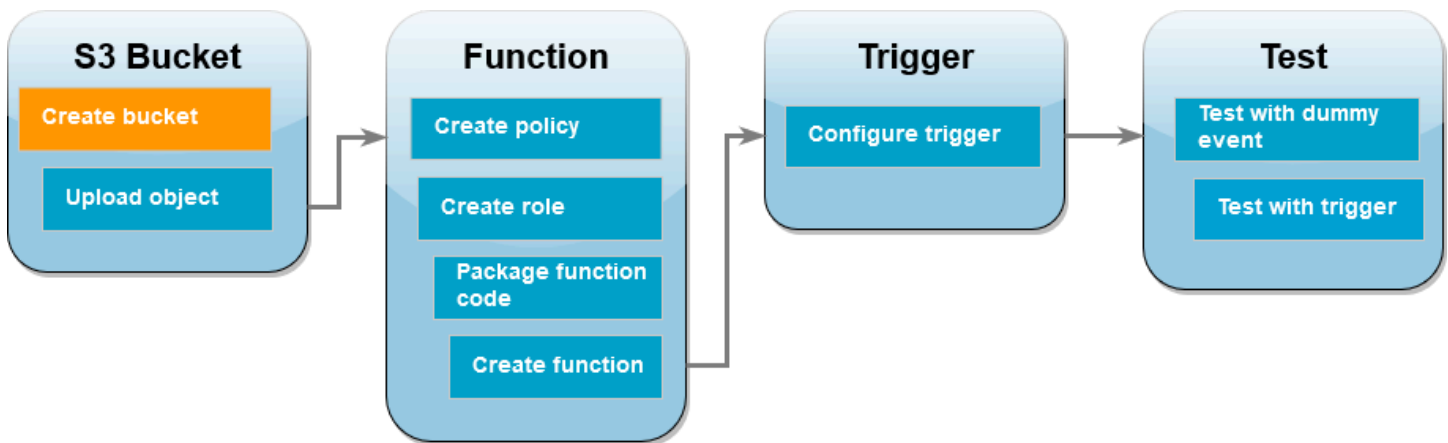 S3 Bucket
Create bucket
Upload object
Function
Create policy
Create role
Package function
code
Create function
Trigger
Configure trigger
Test
Test with dummy
event
Test with trigger